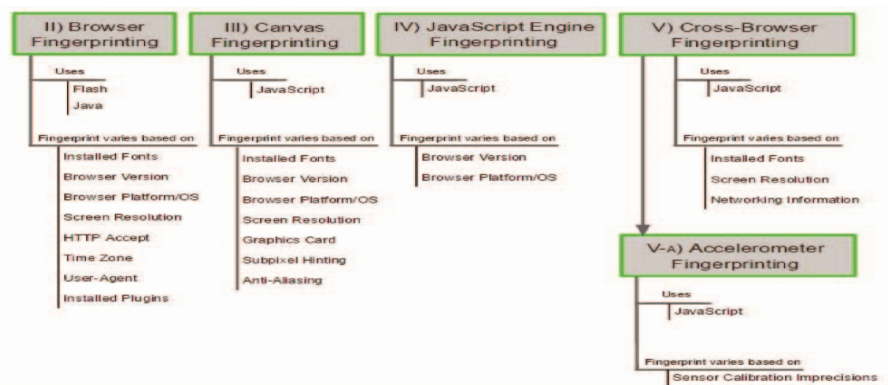 II) Browser
Fingerprinting
Uses
Flash
Java
Fingerprint varies based on
Installed Fonts
Browser Version
Browser Platform/OS
Screen Resolution
HTTP Accept
Time Zone
User-Agent
Installed Plugins
III) Canvas
Fingerprinting
Uses
JavaScript
Fingerprint varies based on
Installed Fonts
Browser Version
Browser Platform/OS
Screen Resolution
Graphics Card
Subpixel Hinting
Anti-Aliasing
IV) JavaScript Engine
Fingerprinting
Uses
JavaScript
Fingerprint varies based on
Browser Version
Browser Platform/OS
V) Cross-Browser
Fingerprinting
Uses
JavaScript
Fingerprint varies based on
Installed Fonts
Screen Resolution
Networking Information
V-A) Accelerometer
Fingerprinting
Uses
JavaScript
Fingerprint varies based on
Sensor Calibration Imprecisions